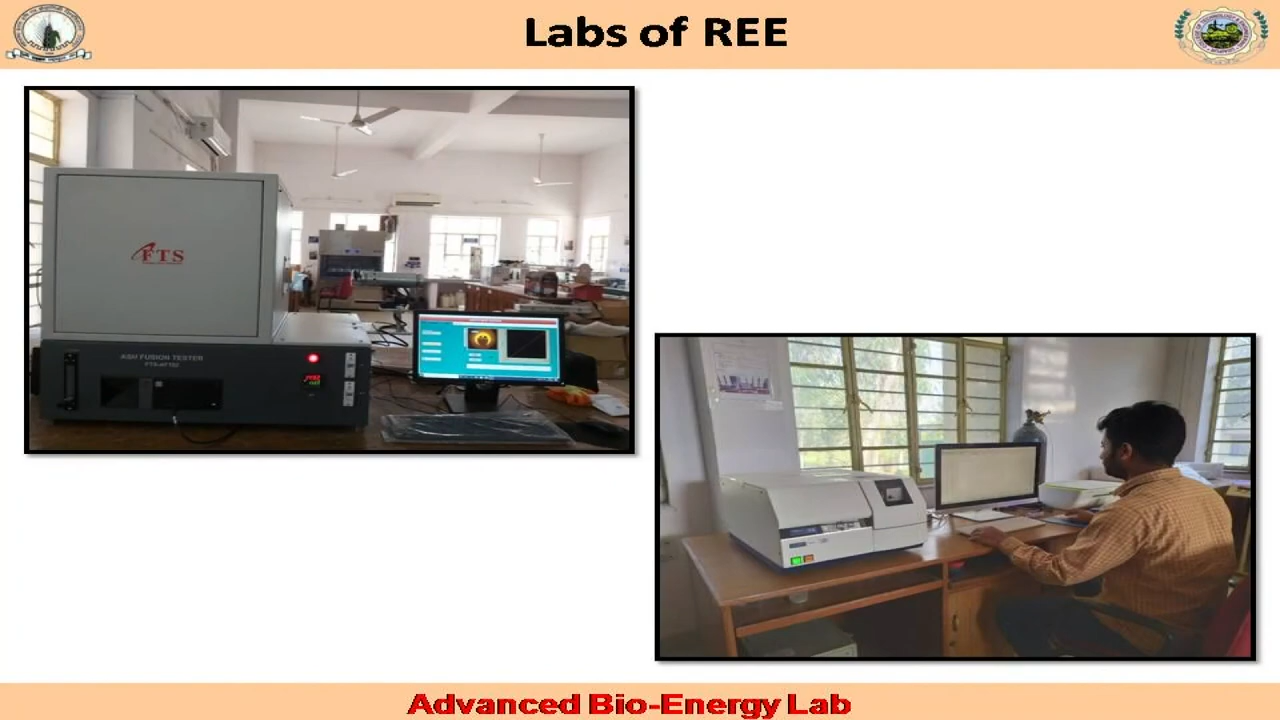 Labs of REE
FTS
ASH FUSION TESTER
Advanced Bio-Energy Lab